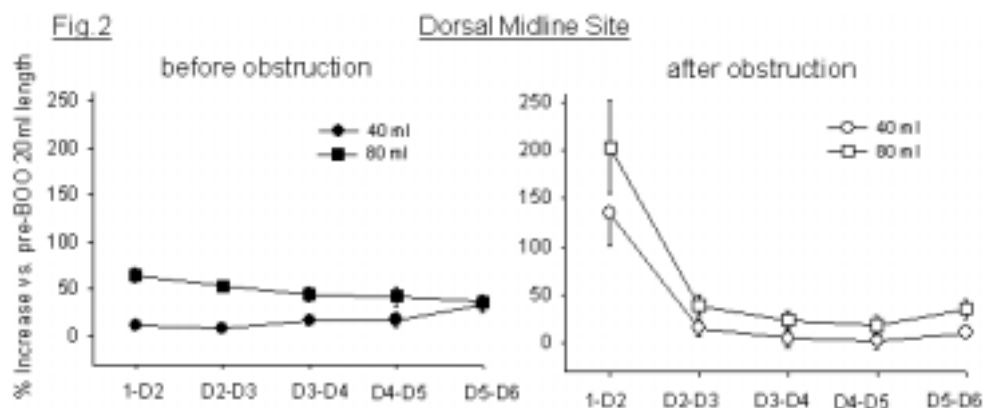 Fig.2
Dorsal Midline Site
before obstruction
after obstruction
% Increase vs. pre-BOO 20ml length
250
200
150
100
50
0
40 ml
80 ml
1-D2
D2-D3
D3-D4
D4-D5
D5-D6
250
200
150
100
50
0
40 ml
80 ml
1-D2
D2-D3
D3-D4
D4-D5
D5-D6